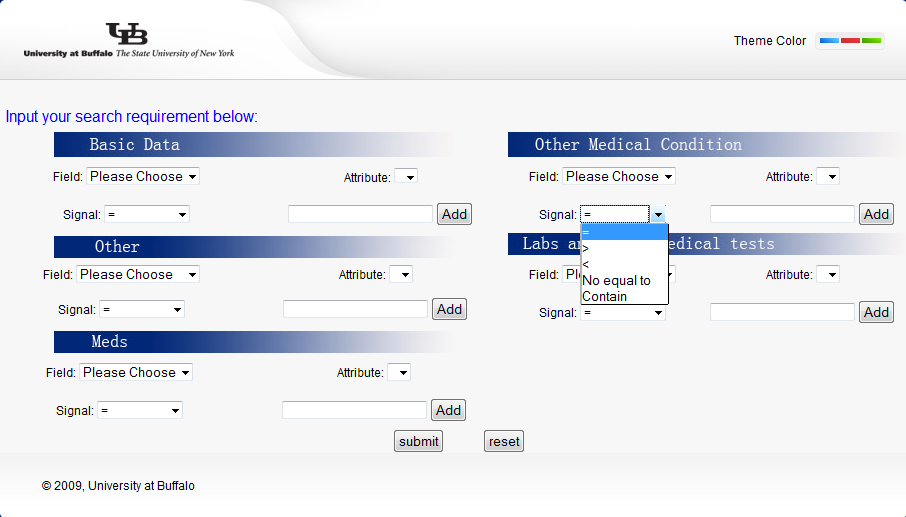 UB
University at Buffalo The State University of New York
Theme Color
Input your search requirement below:
Basic Data
Field: Please Choose Attribute:
Signal: = Add
Other
Field: Please Choose Attribute:
Signal: = Add
Meds
Field: Please Choose Attribute:
Signal: = Add
Other Medical Condition
Field: Please Choose Attribute:
Signal: = Add
=
>
<
No equal to
Contain
Labs edical tests
Field: Attribute:
Signal: = Add
submit reset
© 2009, University at Buffalo